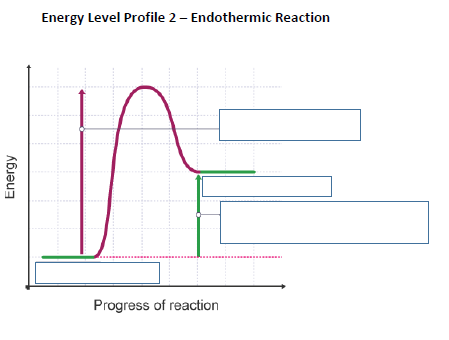 Energy Level Profile 2 – Endothermic Reaction
Energy
Progress of reaction